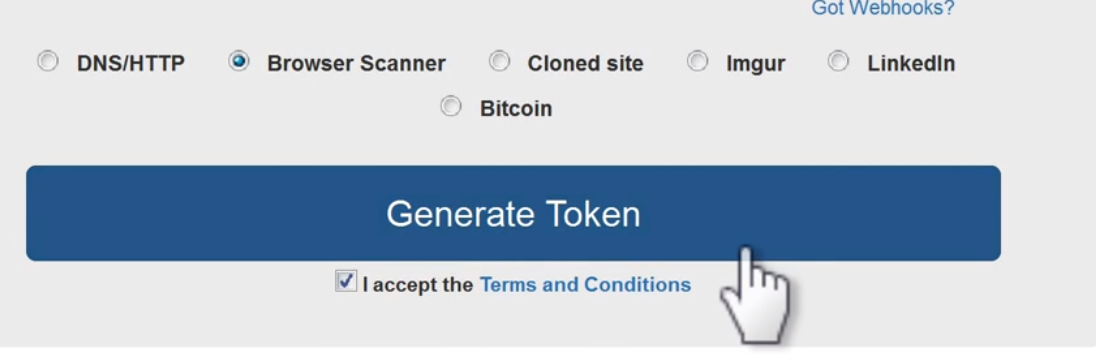 Got Webhooks?
DNS/HTTP Browser Scanner Cloned site Imgur LinkedIn
Bitcoin
Generate Token
I accept the Terms and Conditions